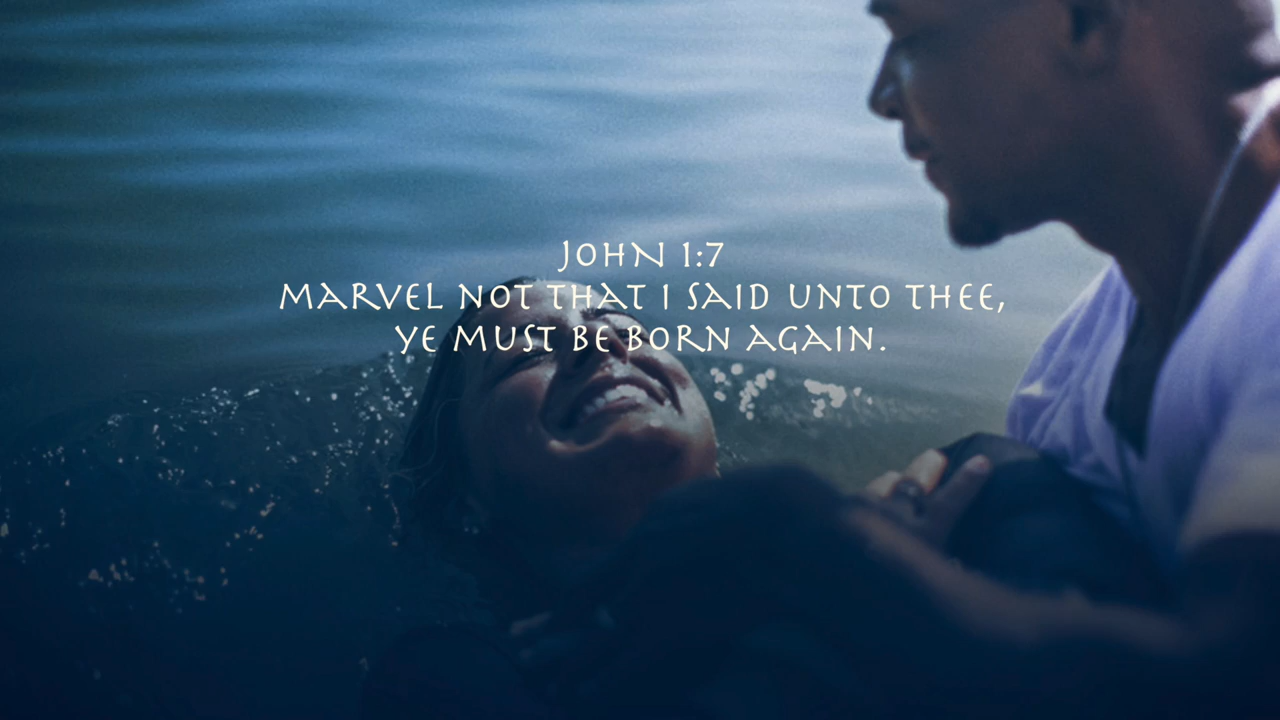 JOHN 1:7
MARVEL NOT THAT I SAID UNTO THEE,
YE MUST BE BORN AGAIN.